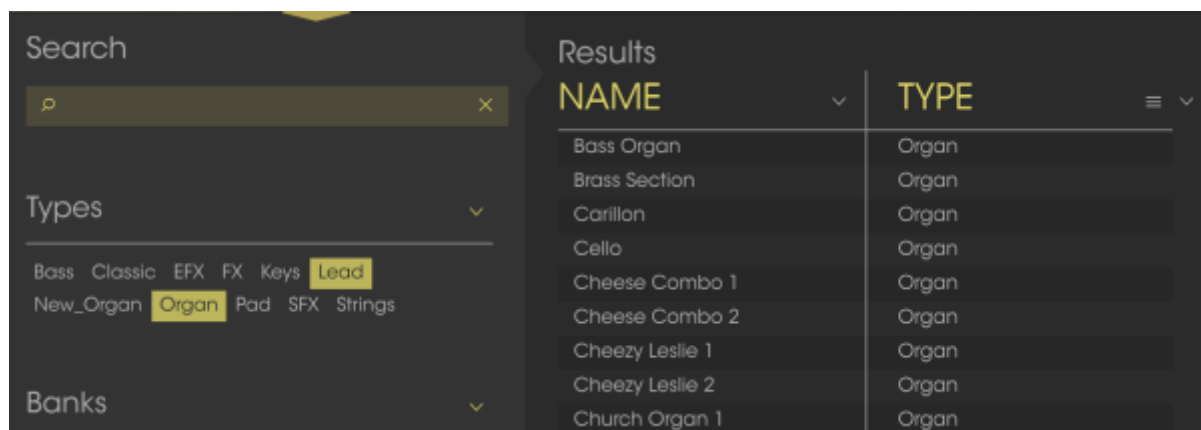 Search
Types
Bass Classic EFX FX Keys Lead
New_Organ Organ Pad SFX Strings
Banks
Results
NAME TYPE
Bass Organ Organ
Brass Section Organ
Carillon Organ
Cello Organ
Cheese Combo 1 Organ
Cheese Combo 2 Organ
Cheezy Leslie 1 Organ
Cheezy Leslie 2 Organ
Church Organ 1 Organ